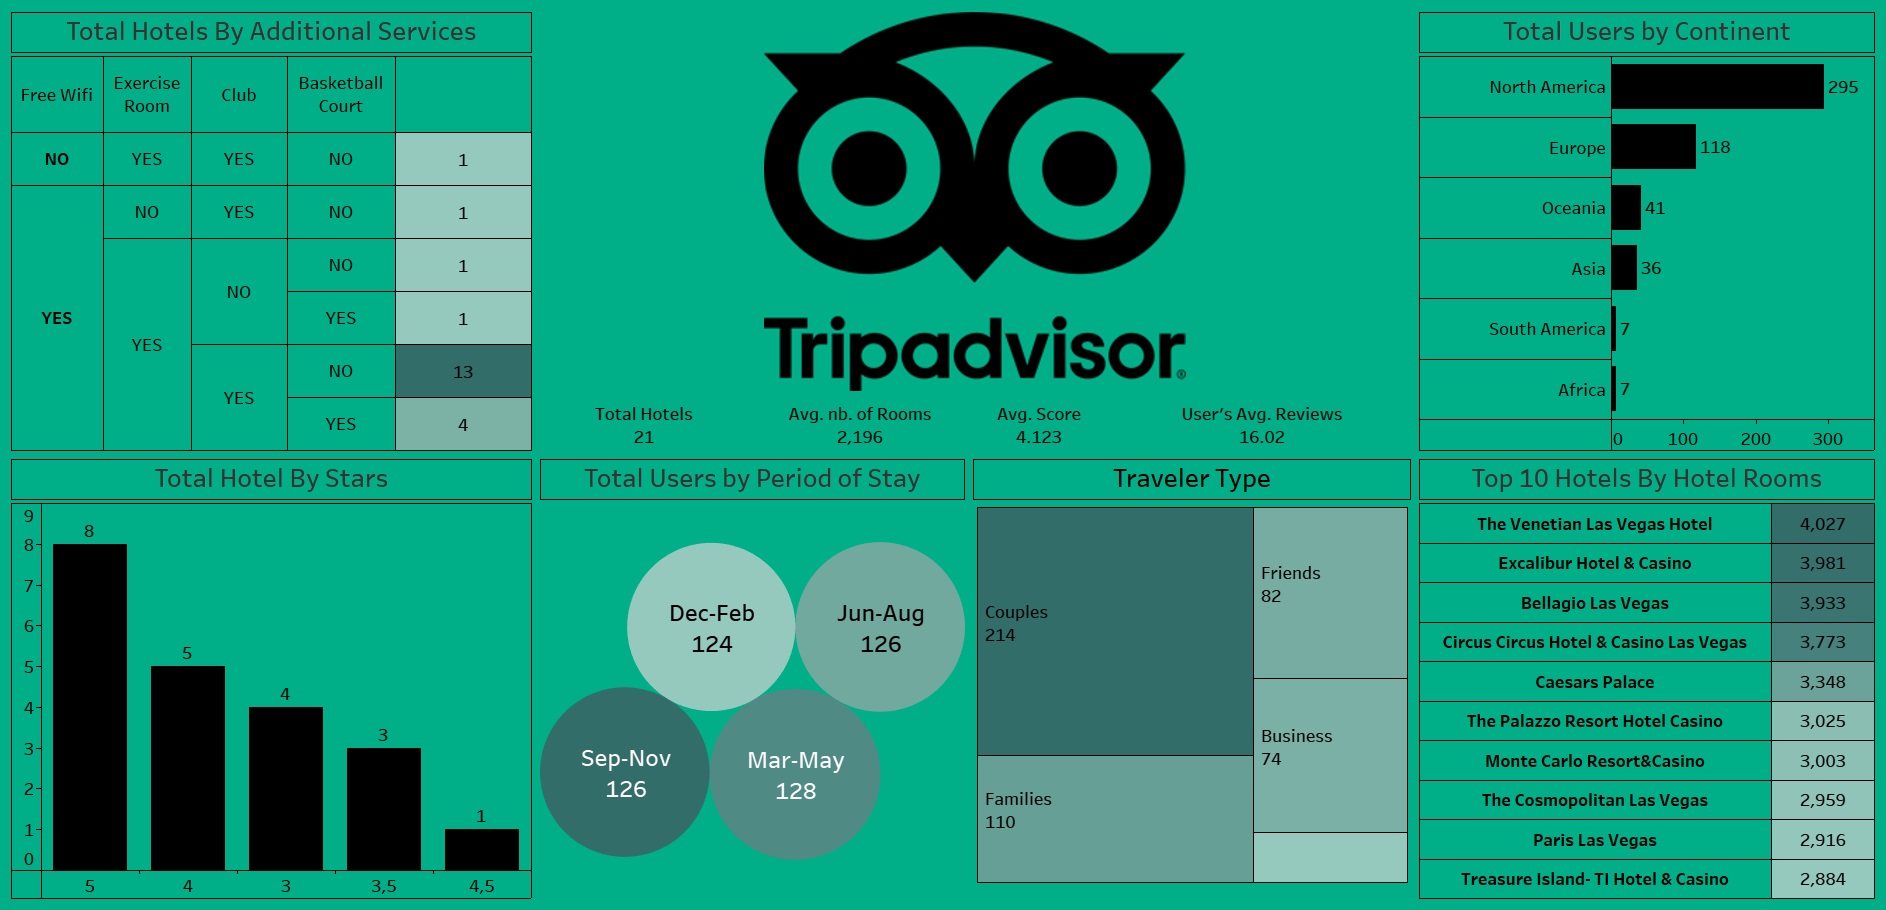 Total Hotels By Additional Services
Free Wifi
Exercise
Room
Club
Basketball
Court
NO YES YES NO 1
YES NO YES NO 1
YES NO NO 1
YES 1
YES NO 13
YES 4
Tripadvisor®
Total Hotels
21
Avg. nb. of Rooms
2,196
Avg. Score
4.123
User's Avg. Reviews
16.02
Total Users by Continent
North America 295
Europe 118
Oceania 41
Asia 36
South America 7
Africa 7
0 100 200 300
Total Hotel By Stars
9
8
7
6
5
4
3
2
1
0
8
5
4
3
1
5 4 3 3,5 4,5
Total Users by Period of Stay
Dec-Feb
124
Jun-Aug
126
Sep-Nov
126
Mar-May
128
Traveler Type
Couples
214
Friends
82
Business
74
Families
110
Top 10 Hotels By Hotel Rooms
The Venetian Las Vegas Hotel 4,027
Excalibur Hotel & Casino 3,981
Bellagio Las Vegas 3,933
Circus Circus Hotel & Casino Las Vegas 3,773
Caesars Palace 3,348
The Palazzo Resort Hotel Casino 3,025
Monte Carlo Resort&Casino 3,003
The Cosmopolitan Las Vegas 2,959
Paris Las Vegas 2,916
Treasure Island- TI Hotel & Casino 2,884